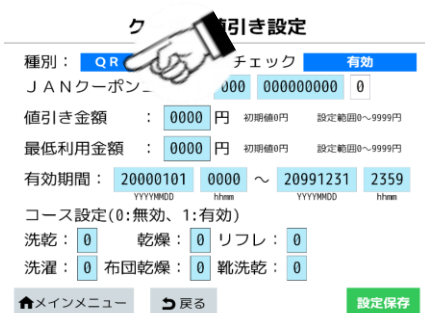 ク 値引き設定
種別： QR チェック 有効
JANクーポンコ 000 000000000 0
値引き金額 ： 0000 円 初期値0円 設定範囲0～9999円
最低利用金額 ： 0000 円 初期値0円 設定範囲0～9999円
有効期間： 20000101 0000 ～ 20991231 2359
YYYYMMDD hhmm YYYYMMDD hhmm
コース設定(0:無効、1:有効)
洗乾： 0 乾燥： 0 リフレ： 0
洗濯： 0 布団乾燥： 0 靴洗乾： 0
メインメニュー 戻る 設定保存